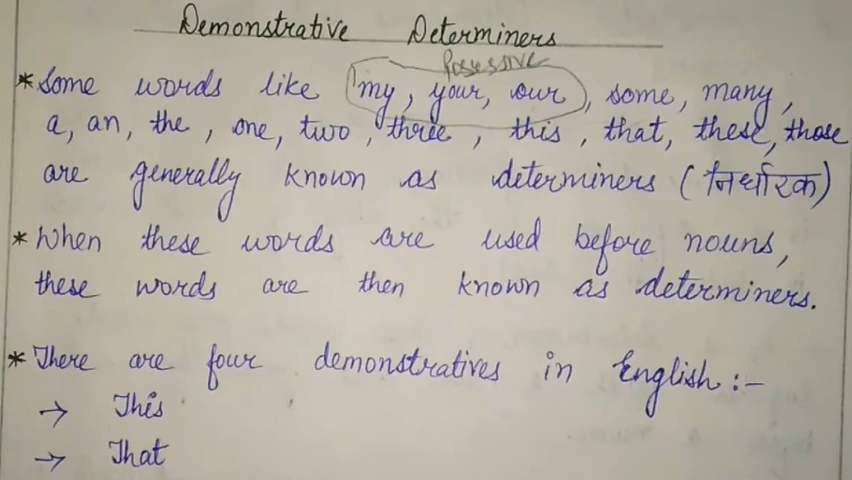 Demonstrative Determiners
Possessive
* Some words like my, your, our, some, many,
a, an, the, one, two, three, this, that, these, those
are generally known as determiners (निर्धारक)
* When these words are used before nouns,
these words are then known as determiners.
* There are four demonstratives in English :-
→ This
→ That